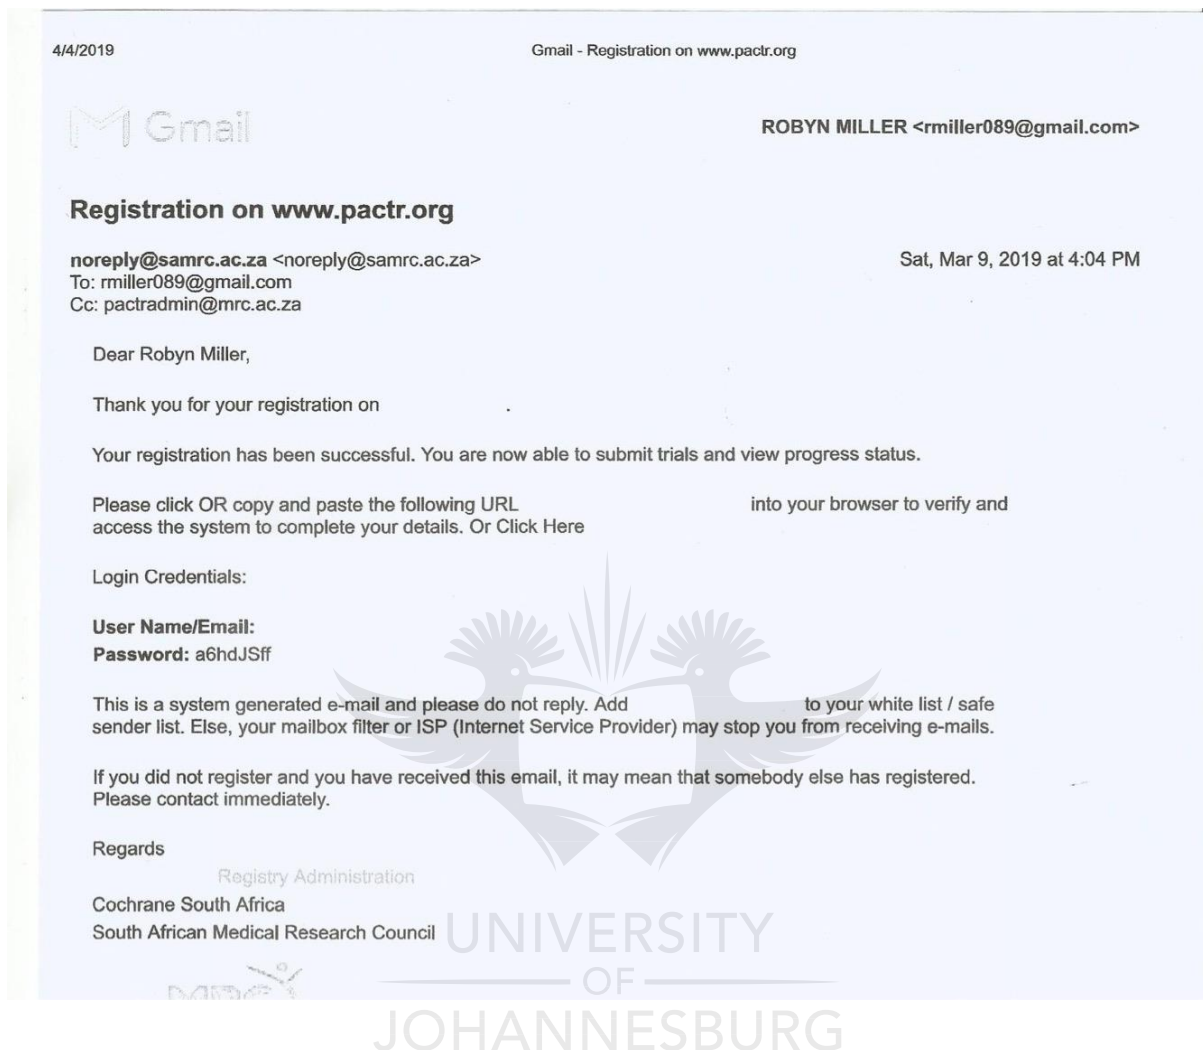 4/4/2019 Gmail - Registration on www.pactr.org
Gmail ROBYN MILLER <rmiller089@gmail.com>
Registration on www.pactr.org
noreply@samrc.ac.za <noreply@samrc.ac.za> Sat, Mar 9, 2019 at 4:04 PM
To: rmiller089@gmail.com
Cc: pactradmin@mrc.ac.za
Dear Robyn Miller,
Thank you for your registration on .
Your registration has been successful. You are now able to submit trials and view progress status.
Please click OR copy and paste the following URL into your browser to verify and
access the system to complete your details. Or Click Here
Login Credentials:
User Name/Email:
Password: a6hdJSff
This is a system generated e-mail and please do not reply. Add to your white list / safe
sender list. Else, your mailbox filter or ISP (Internet Service Provider) may stop you from receiving e-mails.
If you did not register and you have received this email, it may mean that somebody else has registered.
Please contact immediately.
Regards
Registry Administration
Cochrane South Africa
South African Medical Research Council
UNIVERSITY
OF
JOHANNESBURG